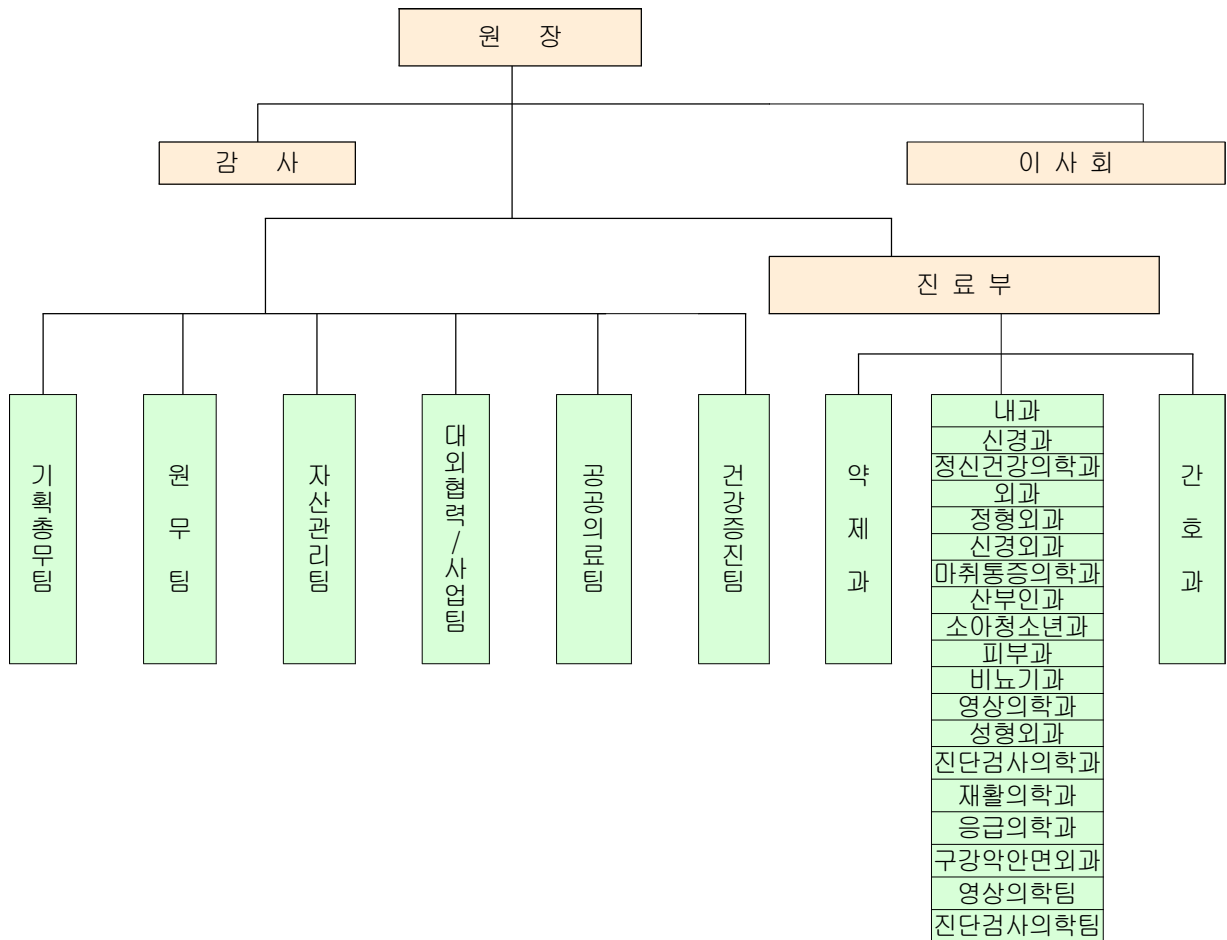 원 장
감 사
이 사 회
진 료 부
기획총무팀
원 무 팀
자산관리팀
대외협력/사업팀
공공의료팀
건강증진팀
약 제 과
내과
신경과
정신건강의학과
외과
정형외과
신경외과
마취통증의학과
산부인과
소아청소년과
피부과
비뇨기과
영상의학과
성형외과
진단검사의학과
재활의학과
응급의학과
구강악안면외과
영상의학팀
진단검사의학팀
간 호 과